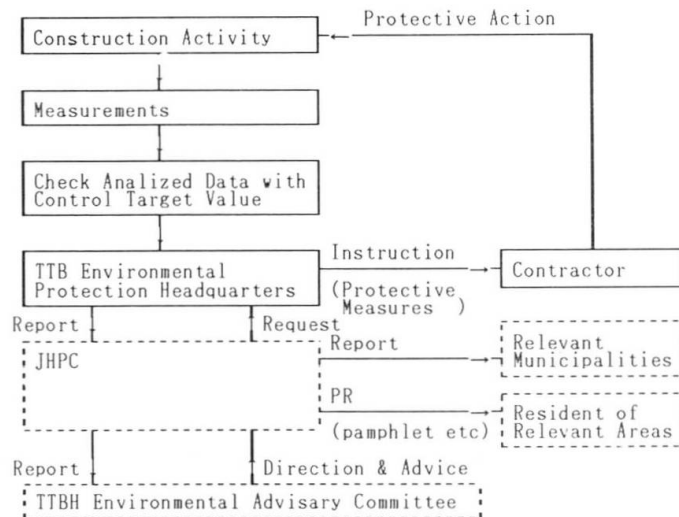 Protective Action
Construction Activity
Measurements
Check Analized Data with
Control Target Value
TTB Environmental
Protection Headquarters
Instruction
(Protective
Measures )
Contractor
Report
Request
JHPC
Report
Relevant
Municipalities
PR
(pamphlet etc)
Resident of
Relevant Areas
Report
Direction & Advice
TTBH Environmental Advisary Committee